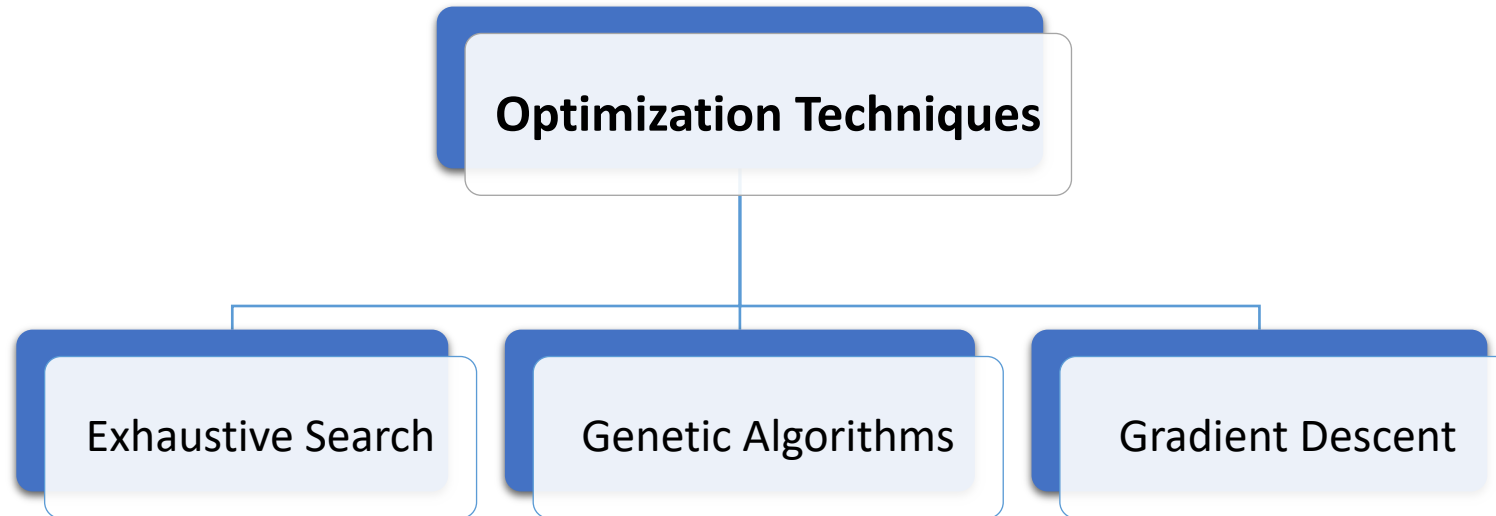 Optimization Techniques
Exhaustive Search
Genetic Algorithms
Gradient Descent